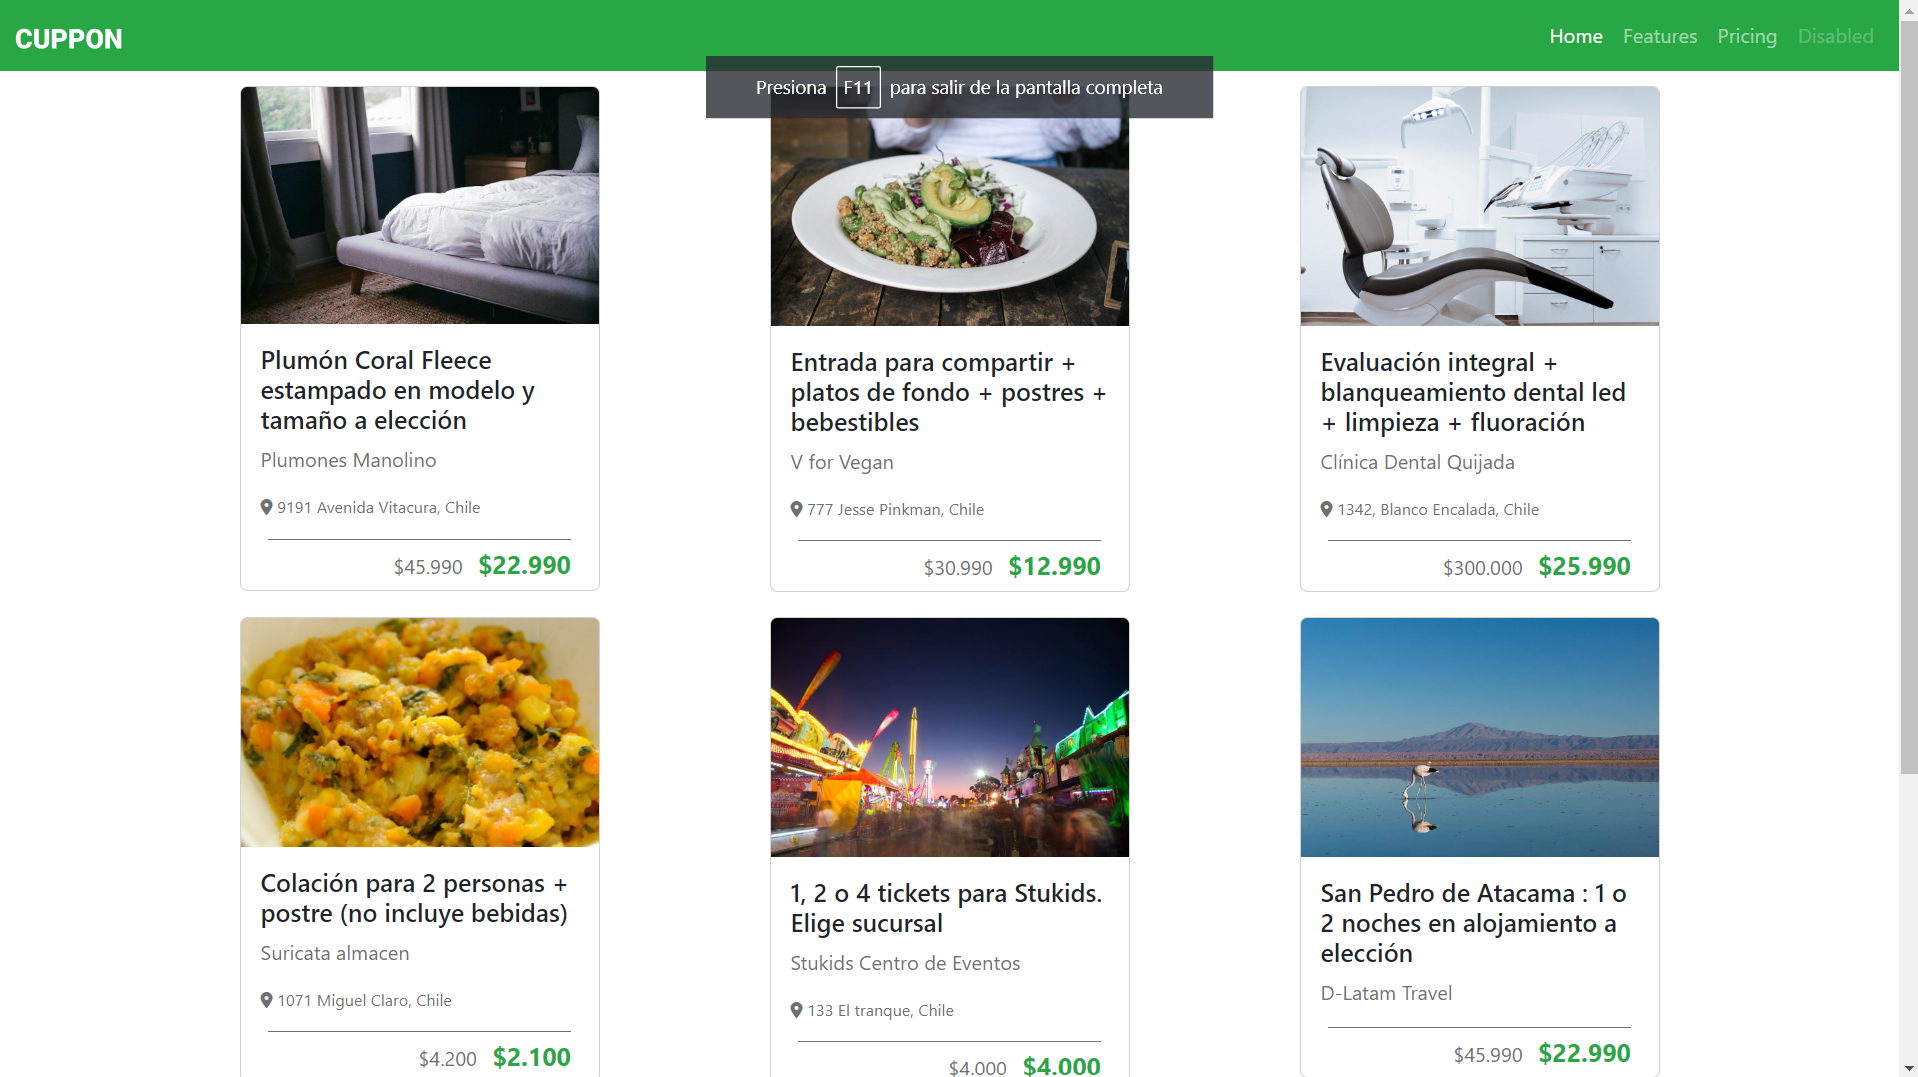 CUPPON
Home Features Pricing Disabled
Presiona F11 para salir de la pantalla completa
Plumón Coral Fleece
estampado en modelo y
tamaño a elección
Plumones Manolino
9191 Avenida Vitacura, Chile
$45.990 $22.990
Entrada para compartir +
platos de fondo + postres +
bebestibles
V for Vegan
777 Jesse Pinkman, Chile
$30.990 $12.990
Evaluación integral +
blanqueamiento dental led
+ limpieza + fluoración
Clínica Dental Quijada
1342, Blanco Encalada, Chile
$300.000 $25.990
Colación para 2 personas +
postre (no incluye bebidas)
Suricata almacen
1071 Miguel Claro, Chile
$4.200 $2.100
1, 2 o 4 tickets para Stukids.
Elige sucursal
Stukids Centro de Eventos
133 El tranque, Chile
$4.000 $4.000
San Pedro de Atacama : 1 o
2 noches en alojamiento a
elección
D-Latam Travel
$45.990 $22.990